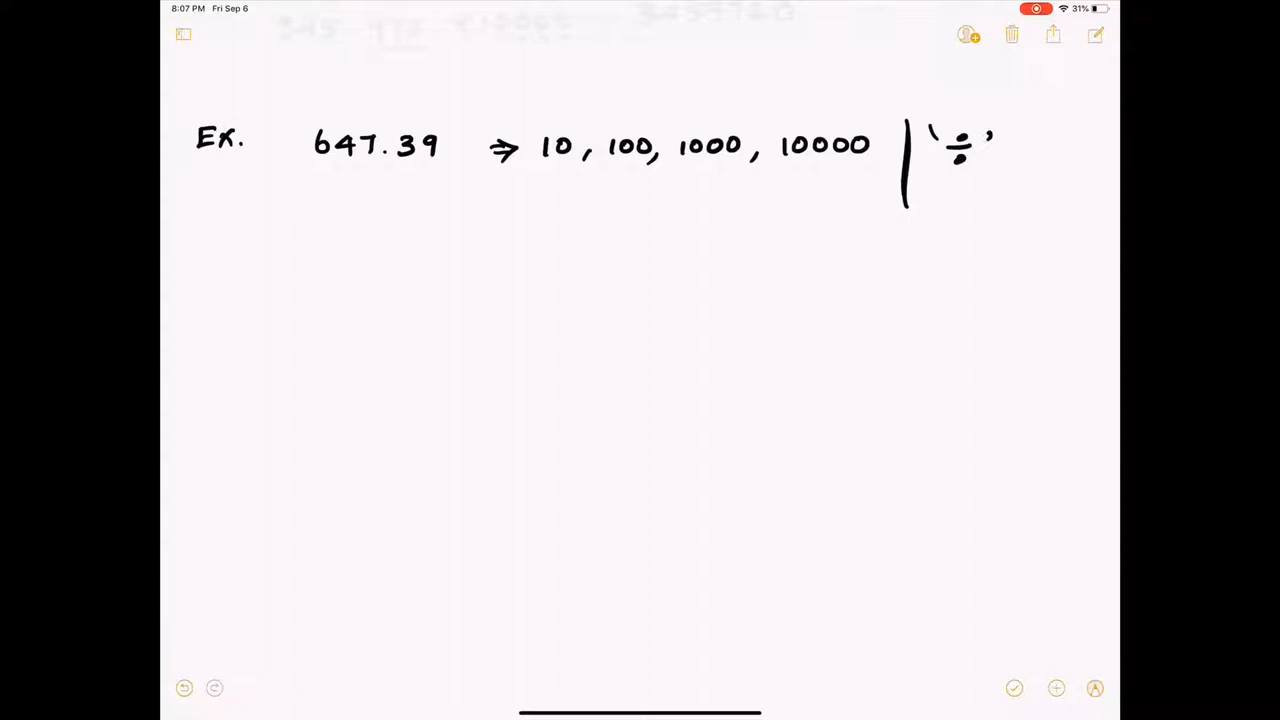 8:07 PM Fri Sep 6 31%
Ex. 647.39 ⇒ 10, 100, 1000, 10000 | '÷'